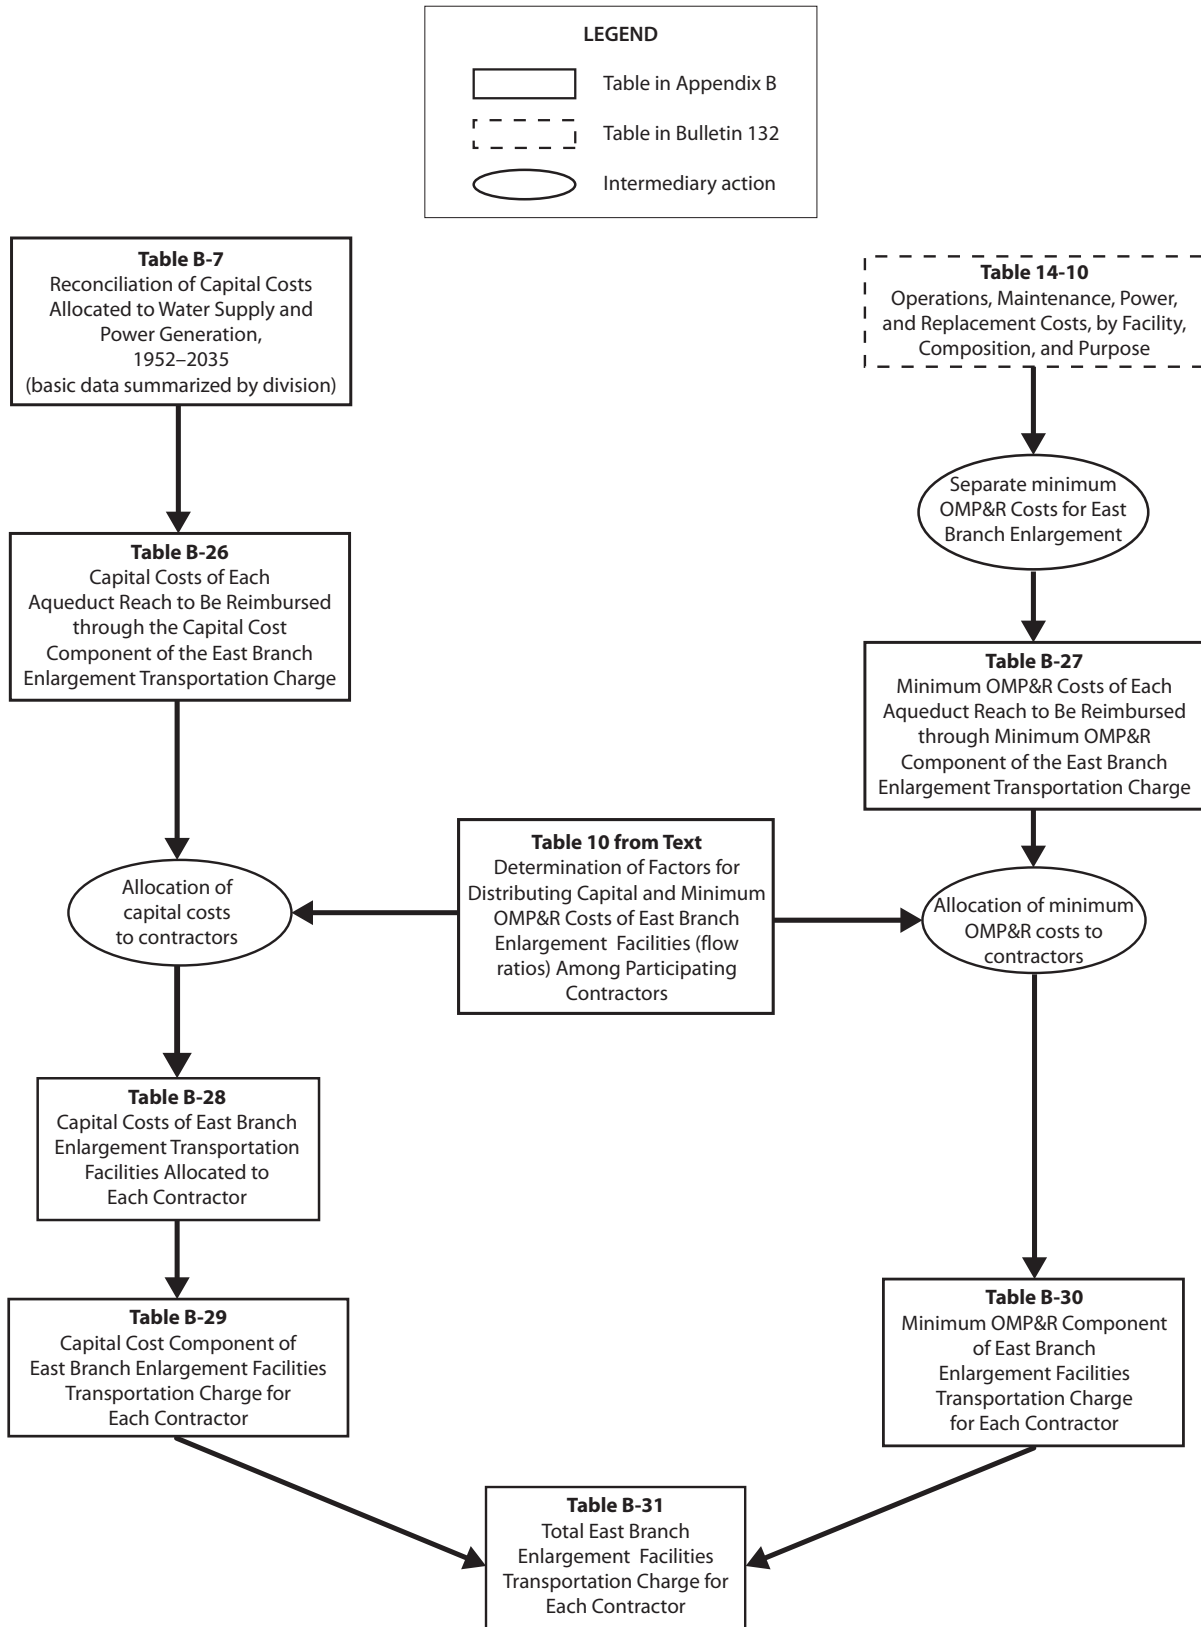 LEGEND
Table in Appendix B
Table in Bulletin 132
Intermediary action
Table B-7
Reconciliation of Capital Costs
Allocated to Water Supply and
Power Generation,
1952–2035
(basic data summarized by division)
Table 14-10
Operations, Maintenance, Power,
and Replacement Costs, by Facility,
Composition, and Purpose
Separate minimum
OMP&R Costs for East
Branch Enlargement
Table B-26
Capital Costs of Each
Aqueduct Reach to Be Reimbursed
through the Capital Cost
Component of the East Branch
Enlargement Transportation Charge
Table B-27
Minimum OMP&R Costs of Each
Aqueduct Reach to Be Reimbursed
through Minimum OMP&R
Component of the East Branch
Enlargement Transportation Charge
Allocation of
capital costs
to contractors
Table 10 from Text
Determination of Factors for
Distributing Capital and Minimum
OMP&R Costs of East Branch
Enlargement Facilities (flow
ratios) Among Participating
Contractors
Allocation of minimum
OMP&R costs to
contractors
Table B-28
Capital Costs of East Branch
Enlargement Transportation
Facilities Allocated to
Each Contractor
Table B-29
Capital Cost Component of
East Branch Enlargement Facilities
Transportation Charge for
Each Contractor
Table B-30
Minimum OMP&R Component
of East Branch
Enlargement Facilities
Transportation Charge
for Each Contractor
Table B-31
Total East Branch
Enlargement Facilities
Transportation Charge for
Each Contractor